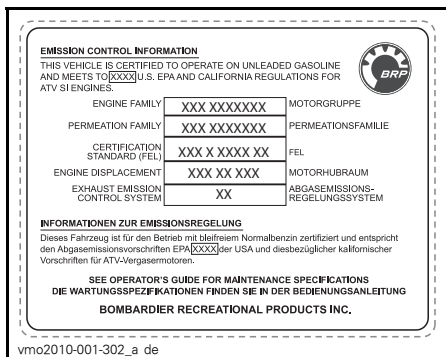 EMISSION CONTROL INFORMATION
THIS VEHICLE IS CERTIFIED TO OPERATE ON UNLEADED GASOLINE
AND MEETS TO XXXX U.S. EPA AND CALIFORNIA REGULATIONS FOR
ATV SI ENGINES.
BRP
ENGINE FAMILY XXX XXXXXXX MOTORGRUPPE
PERMEATION FAMILY XXX XXXXXXX PERMEATIONSFAMILIE
CERTIFICATION
STANDARD (FEL) XXX X XXXX XX FEL
ENGINE DISPLACEMENT XXX XX XXX MOTORHUBRAUM
EXHAUST EMISSION
CONTROL SYSTEM XX ABGASEMISSIONS-
REGELUNGSSYSTEM
INFORMATIONEN ZUR EMISSIONSREGELUNG
Dieses Fahrzeug ist für den Betrieb mit bleifreiem Normalbenzin zertifiziert und entspricht
den Abgasemissionsvorschriften EPA XXXX der USA und diesbezüglicher kalifornischer
Vorschriften für ATV-Vergasermotoren.
SEE OPERATOR'S GUIDE FOR MAINTENANCE SPECIFICATIONS
DIE WARTUNGSSPEZIFIKATIONEN FINDEN SIE IN DER BEDIENUNGSANLEITUNG
BOMBARDIER RECREATIONAL PRODUCTS INC.
vmo2010-001-302_a de